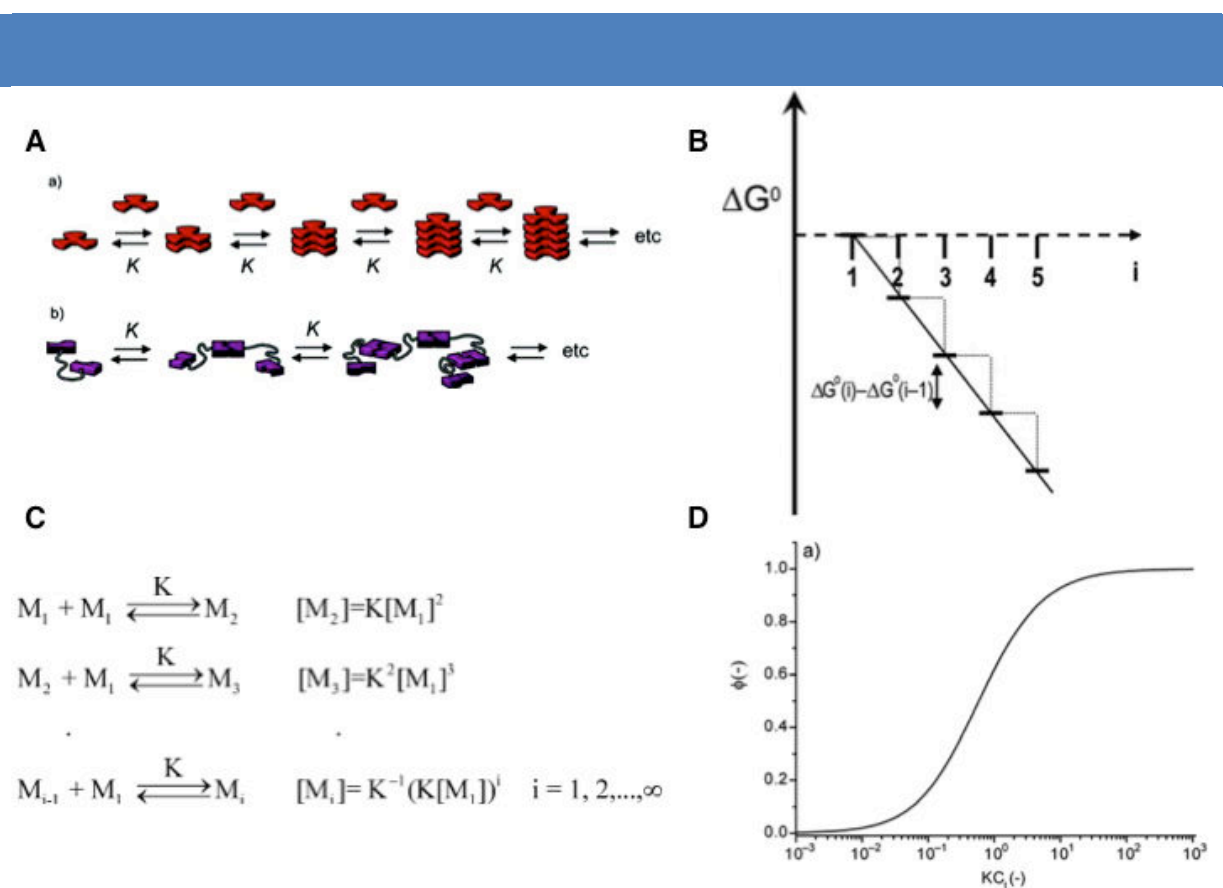 A
a)
etc
K K K K
b)
K K
etc
B
ΔG⁰
1 2 3 4 5 i
ΔG⁰(i)–ΔG⁰(i–1)
C
M₁ + M₁ K M₂ [M₂]=K[M₁]²
M₂ + M₁ K M₃ [M₃]=K²[M₁]³
. .
Mᵢ₋₁ + M₁ K Mᵢ [Mᵢ]= K⁻¹(K[M₁])ⁱ i = 1, 2,...,∞
D
a)
1.0
0.8
0.6
0.4
0.2
0.0
ϕ(-)
10⁻³ 10⁻² 10⁻¹ 10⁰ 10¹ 10² 10³
KCₜ(-)